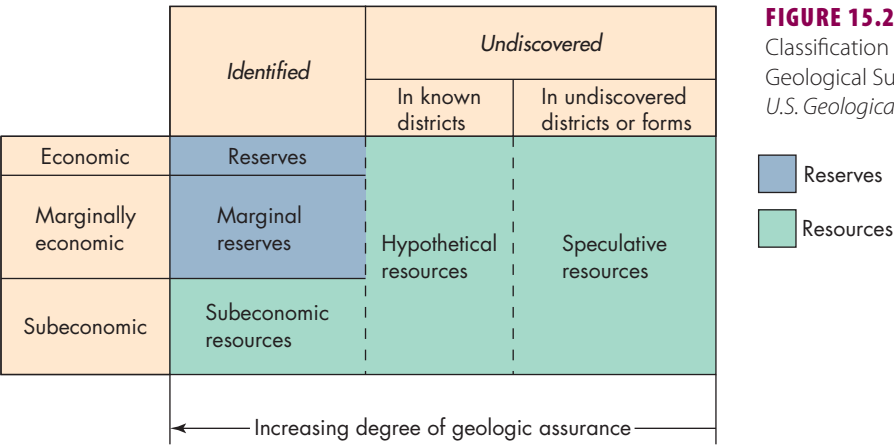 Identified
Undiscovered
In known
districts
In undiscovered
districts or forms
Economic
Reserves
Marginally
economic
Marginal
reserves
Hypothetical
resources
Speculative
resources
Subeconomic
Subeconomic
resources
Increasing degree of geologic assurance
FIGURE 15.2
Classification
Geological Su
U.S. Geologica
Reserves
Resources